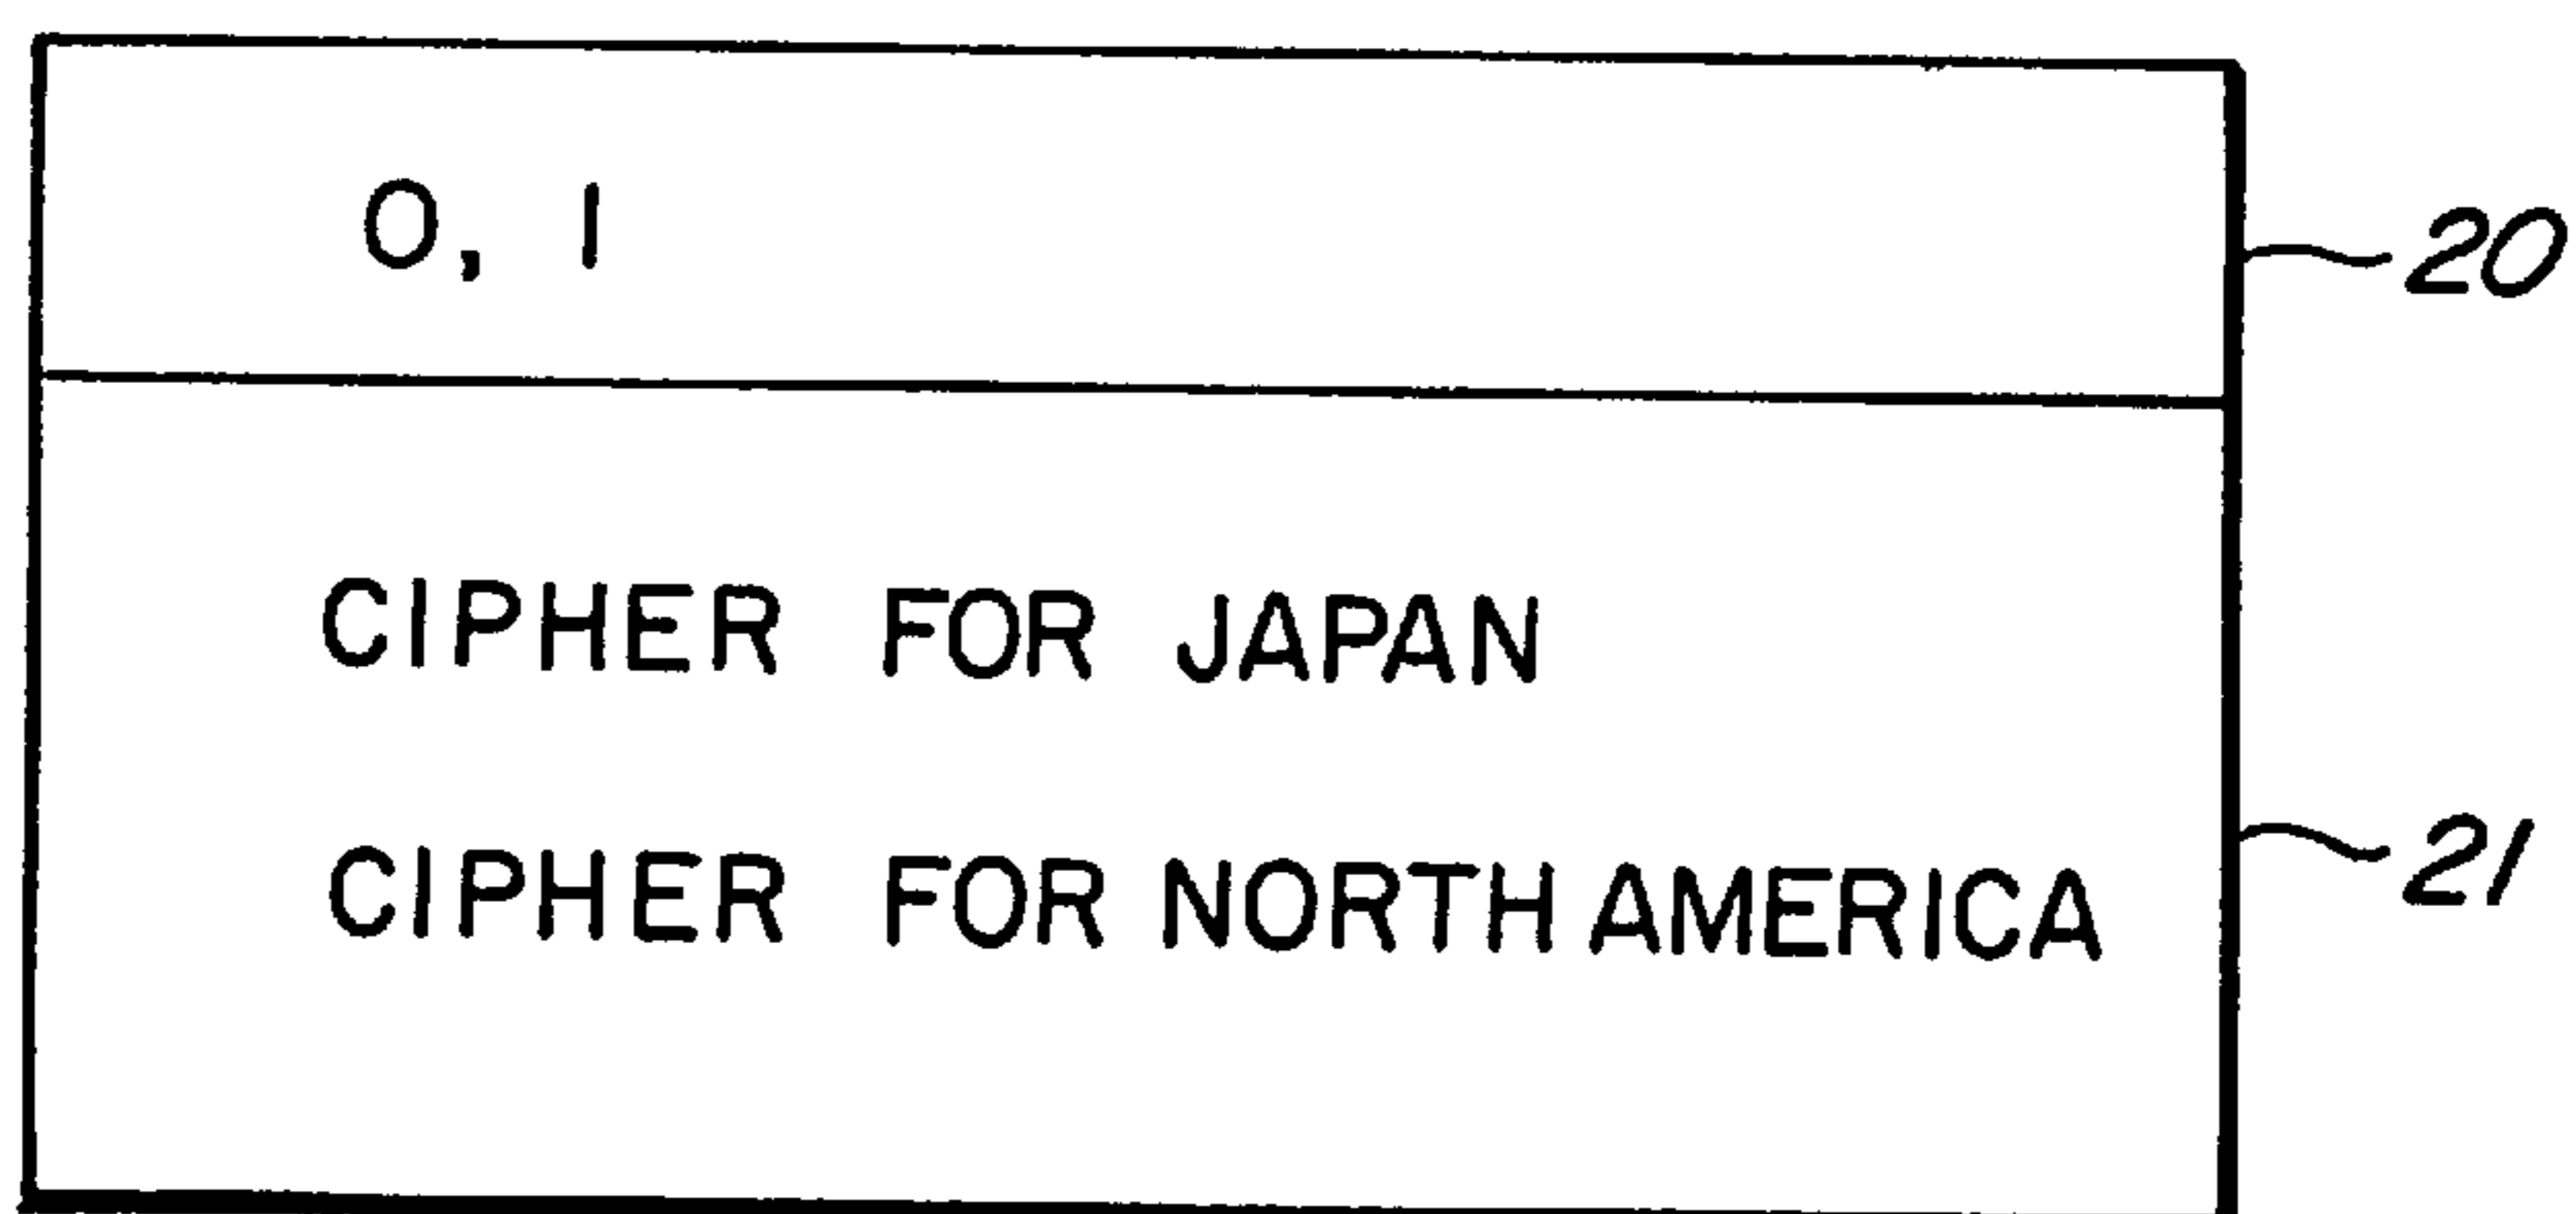 0, 1
20
CIPHER FOR JAPAN
CIPHER FOR NORTH AMERICA
21